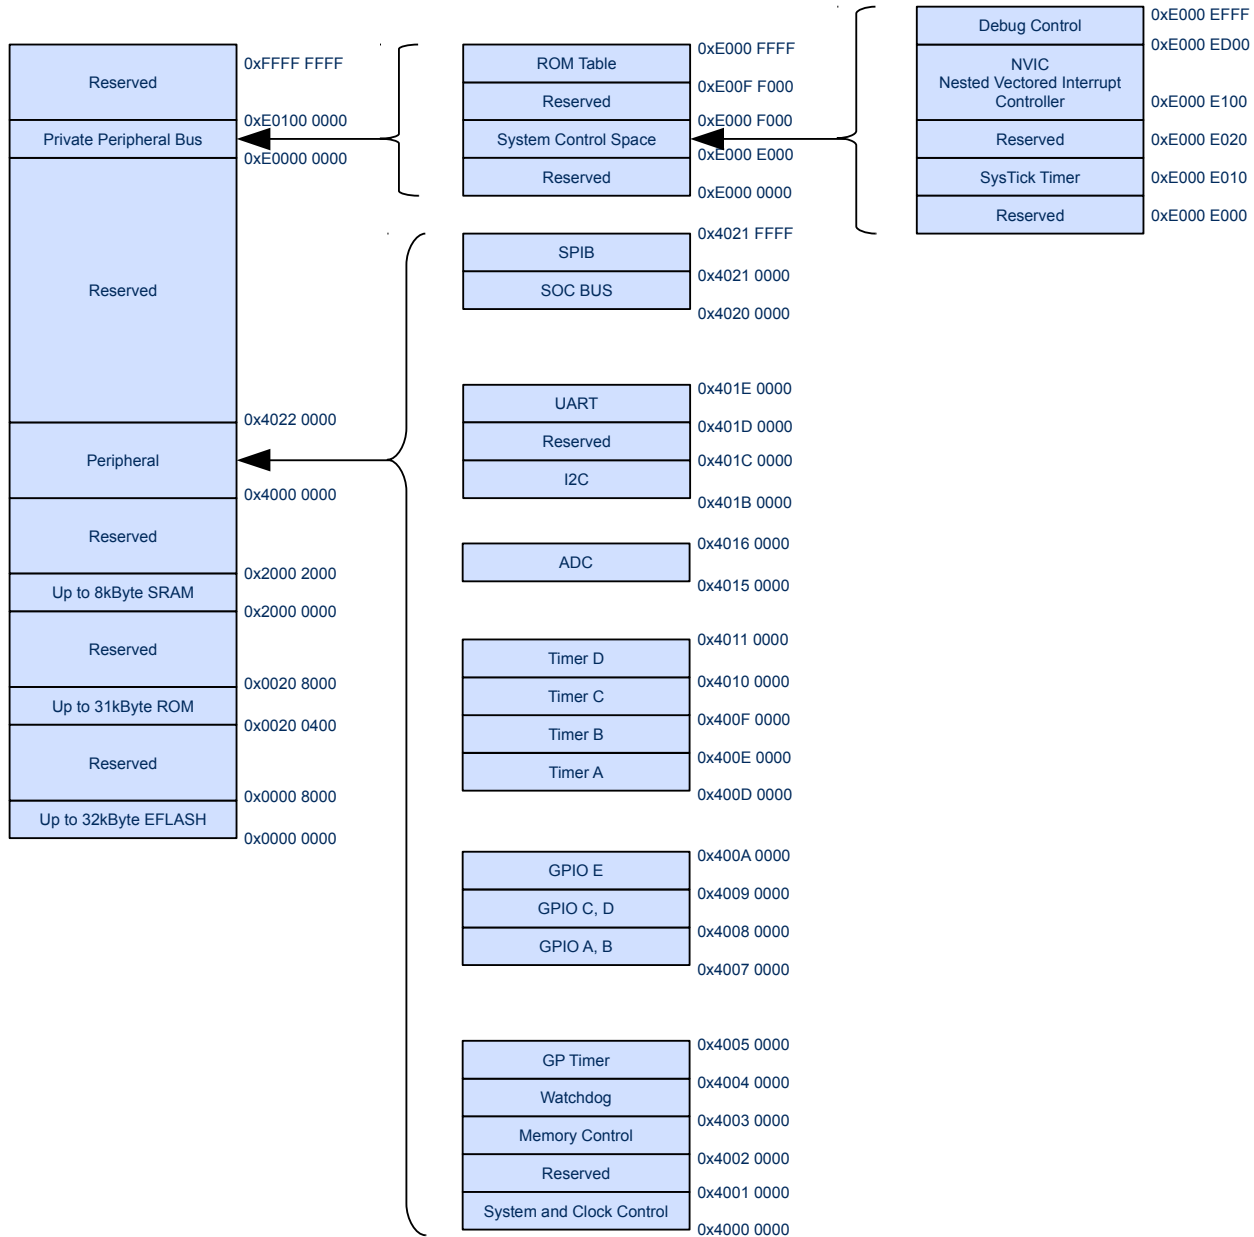 Reserved
0xFFFF FFFF
0xE0100 0000
Private Peripheral Bus
0xE0000 0000
Reserved
0x4022 0000
Peripheral
0x4000 0000
Reserved
0x2000 2000
Up to 8kByte SRAM
0x2000 0000
Reserved
0x0020 8000
Up to 31kByte ROM
0x0020 0400
Reserved
0x0000 8000
Up to 32kByte EFLASH
0x0000 0000
0xE000 FFFF
ROM Table
0xE00F F000
Reserved
0xE000 F000
System Control Space
0xE000 E000
Reserved
0xE000 0000
0x4021 FFFF
SPIB
0x4021 0000
SOC BUS
0x4020 0000
0x401E 0000
UART
0x401D 0000
Reserved
0x401C 0000
I2C
0x401B 0000
0x4016 0000
ADC
0x4015 0000
0x4011 0000
Timer D
0x4010 0000
Timer C
0x400F 0000
Timer B
0x400E 0000
Timer A
0x400D 0000
0x400A 0000
GPIO E
0x4009 0000
GPIO C, D
0x4008 0000
GPIO A, B
0x4007 0000
0x4005 0000
GP Timer
0x4004 0000
Watchdog
0x4003 0000
Memory Control
0x4002 0000
Reserved
0x4001 0000
System and Clock Control
0x4000 0000
0xE000 EFFF
Debug Control
0xE000 ED00
NVIC
Nested Vectored Interrupt
Controller
0xE000 E100
Reserved
0xE000 E020
SysTick Timer
0xE000 E010
Reserved
0xE000 E000